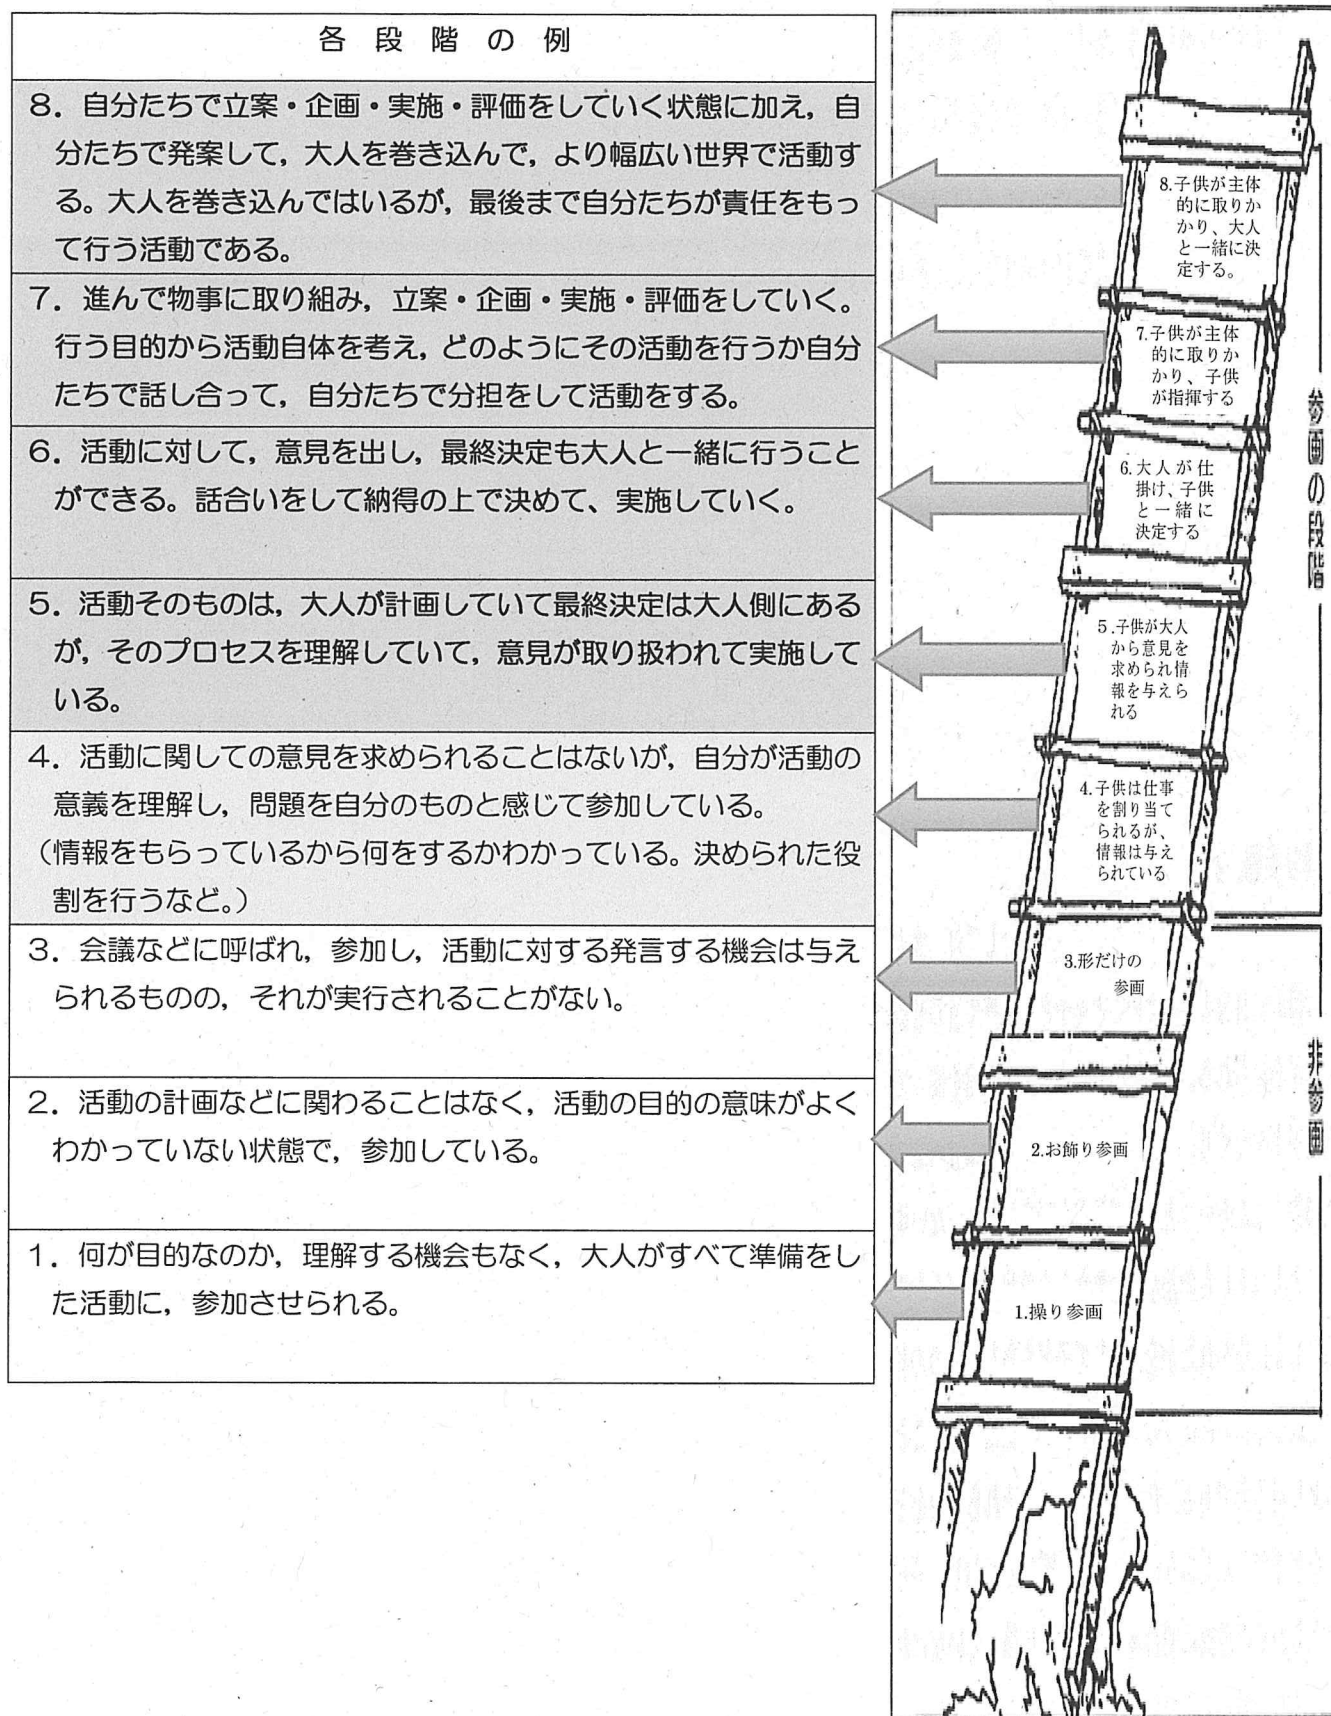 各段階の例
8．自分たちで立案・企画・実施・評価をしていく状態に加え，自
分たちで発案して，大人を巻き込んで，より幅広い世界で活動す
る。大人を巻き込んではいるが，最後まで自分たちが責任をもっ
て行う活動である。
7．進んで物事に取り組み，立案・企画・実施・評価をしていく。
行う目的から活動自体を考え，どのようにその活動を行うか自分
たちで話し合って，自分たちで分担をして活動をする。
6．活動に対して，意見を出し，最終決定も大人と一緒に行うこと
ができる。話合いをして納得の上で決めて、実施していく。
5．活動そのものは，大人が計画していて最終決定は大人側にある
が，そのプロセスを理解していて，意見が取り扱われて実施して
いる。
4．活動に関しての意見を求められることはないが，自分が活動の
意義を理解し，問題を自分のものと感じて参加している。
（情報をもらっているから何をするかわかっている。決められた役
割を行うなど。）
3．会議などに呼ばれ，参加し，活動に対する発言する機会は与え
られるものの，それが実行されることがない。
2．活動の計画などに関わることはなく，活動の目的の意味がよく
わかっていない状態で，参加している。
1．何が目的なのか，理解する機会もなく，大人がすべて準備をし
た活動に，参加させられる。
8.子供が主体
的に取りか
かり、大人
と一緒に決
定する。
7.子供が主体
的に取りか
かり、子供
が指揮する
6.大人が仕
掛け、子供
と一緒に
決定する
5.子供が大人
から意見を
求められ情
報を与えら
れる
4.子供は仕事
を割り当て
られるが、
情報は与え
られている
3.形だけの
参画
2.お飾り参画
1.操り参画
参画の段階
非参画